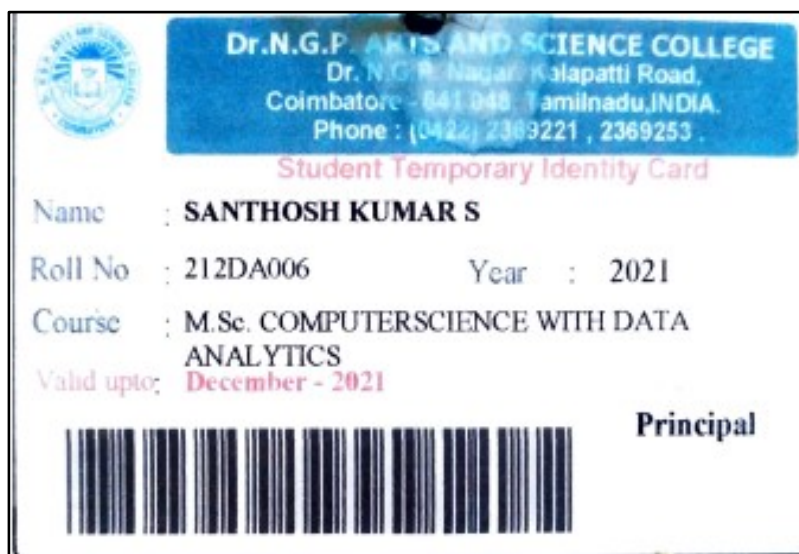 Dr.N.G.P. ARTS AND SCIENCE COLLEGE
Dr. N.G.P. Nagar, Kalapatti Road,
Coimbatore - 641 048, Tamilnadu,INDIA.
Phone : (0422) 2369221 , 2369253 .
Student Temporary Identity Card
Name : SANTHOSH KUMAR S
Roll No : 212DA006 Year : 2021
Course : M.Sc. COMPUTERSCIENCE WITH DATA
ANALYTICS
Valid upto: December - 2021
Principal